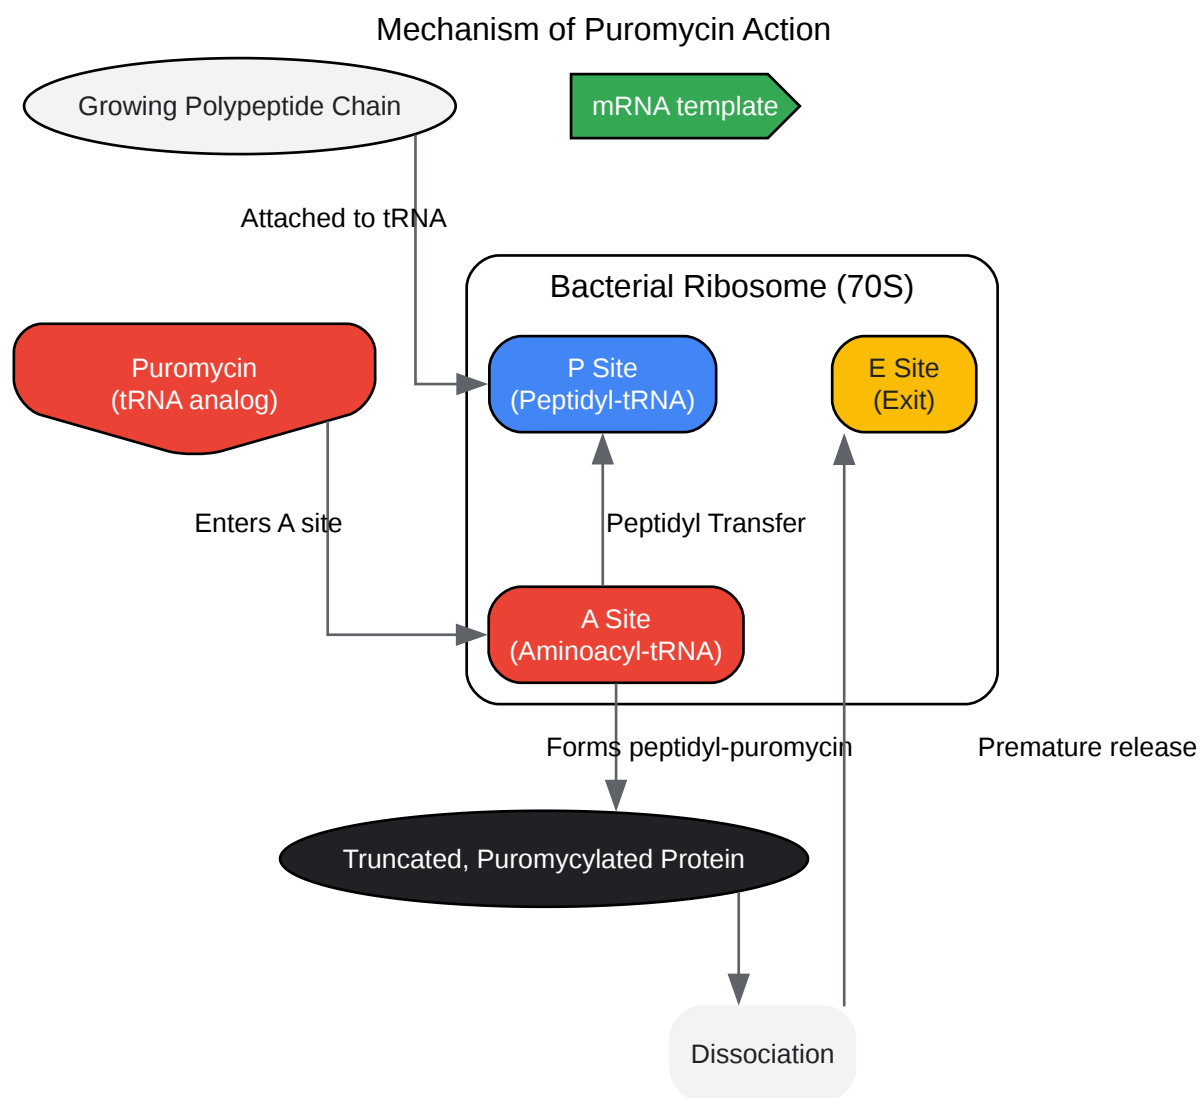 Mechanism of Puromycin Action
Growing Polypeptide Chain
mRNA template
Attached to tRNA
Bacterial Ribosome (70S)
Puromycin
(tRNA analog)
P Site
(Peptidyl-tRNA)
E Site
(Exit)
Enters A site
Peptidyl Transfer
A Site
(Aminoacyl-tRNA)
Forms peptidyl-puromycin
Premature release
Truncated, Puromycylated Protein
Dissociation